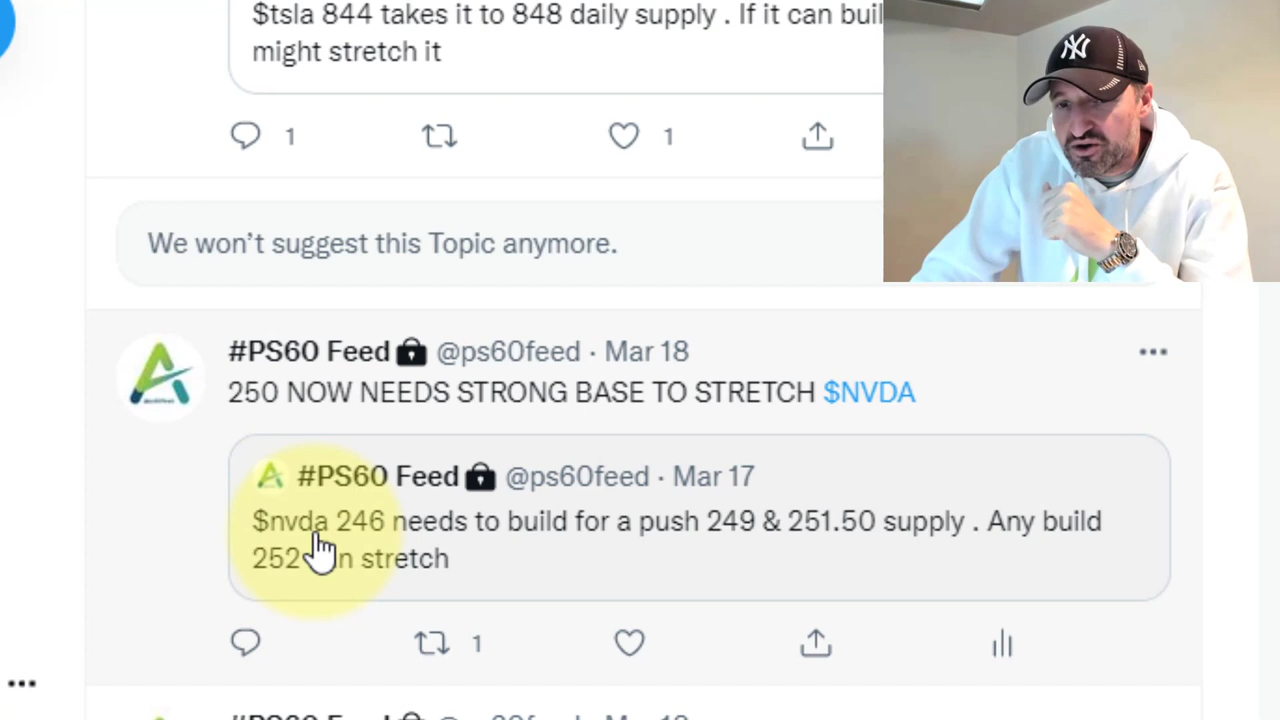 $tsla 844 takes it to 848 daily supply . If it can
might stretch it
1
1
We won’t suggest this Topic anymore.
#PS60 Feed @ps60feed · Mar 18
250 NOW NEEDS STRONG BASE TO STRETCH $NVDA
#PS60 Feed @ps60feed · Mar 17
$nvda 246 needs to build for a push 249 & 251.50 supply . Any build
252 stretch
1